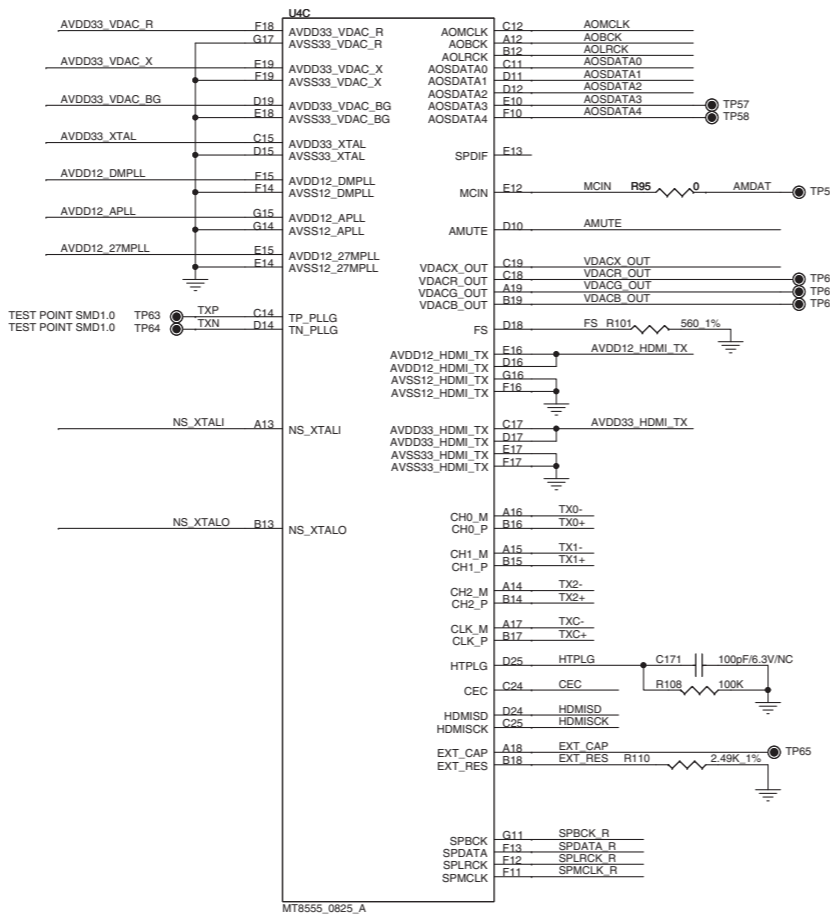 U4C
AVDD33_VDAC_R F18 AVDD33_VDAC_R
G17 AVSS33_VDAC_R
AVDD33_VDAC_X E19 AVDD33_VDAC_X
F19 AVSS33_VDAC_X
AVDD33_VDAC_BG D19 AVDD33_VDAC_BG
E18 AVSS33_VDAC_BG
AVDD33_XTAL C15 AVDD33_XTAL
D15 AVSS33_XTAL
AVDD12_DMPLL F15 AVDD12_DMPLL
F14 AVSS12_DMPLL
AVDD12_APLL G15 AVDD12_APLL
G14 AVSS12_APLL
AVDD12_27MPLL E15 AVDD12_27MPLL
E14 AVSS12_27MPLL
TEST POINT SMD1.0 TP63 TXP C14 TP_PLLG
TEST POINT SMD1.0 TP64 TXN D14 TN_PLLG
NS_XTALI A13 NS_XTALI
NS_XTALO B13 NS_XTALO
AOMCLK C12 AOMCLK
AOBCK A12 AOBCK
AOLRCK B12 AOLRCK
AOSDATA0 C11 AOSDATA0
AOSDATA1 D11 AOSDATA1
AOSDATA2 D12 AOSDATA2
AOSDATA3 E10 AOSDATA3 TP57
AOSDATA4 F10 AOSDATA4 TP58
SPDIF E13
MCIN E12 MCIN R95 0 AMDAT TP5
AMUTE D10 AMUTE
VDACX_OUT C19 VDACX_OUT
VDACR_OUT C18 VDACR_OUT TP6
VDACG_OUT A19 VDACG_OUT TP6
VDACB_OUT B19 VDACB_OUT TP6
FS D18 FS R101 560_1%
AVDD12_HDMI_TX E16 AVDD12_HDMI_TX
AVDD12_HDMI_TX D16
AVSS12_HDMI_TX G16
AVSS12_HDMI_TX F16
AVDD33_HDMI_TX C17 AVDD33_HDMI_TX
AVDD33_HDMI_TX D17
AVSS33_HDMI_TX E17
AVSS33_HDMI_TX F17
CH0_M A16 TX0-
CH0_P B16 TX0+
CH1_M A15 TX1-
CH1_P B15 TX1+
CH2_M A14 TX2-
CH2_P B14 TX2+
CLK_M A17 TXC-
CLK_P B17 TXC+
HTPLG D25 HTPLG C171 100pF/6.3V/NC
CEC C24 CEC R108 100K
HDMISD D24 HDMISD
HDMISCK C25 HDMISCK
EXT_CAP A18 EXT_CAP TP65
EXT_RES B18 EXT_RES R110 2.49K_1%
SPBCK G11 SPBCK_R
SPDATA F13 SPDATA_R
SPLRCK F12 SPLRCK_R
SPMCLK F11 SPMCLK_R
MT8555_0825_A